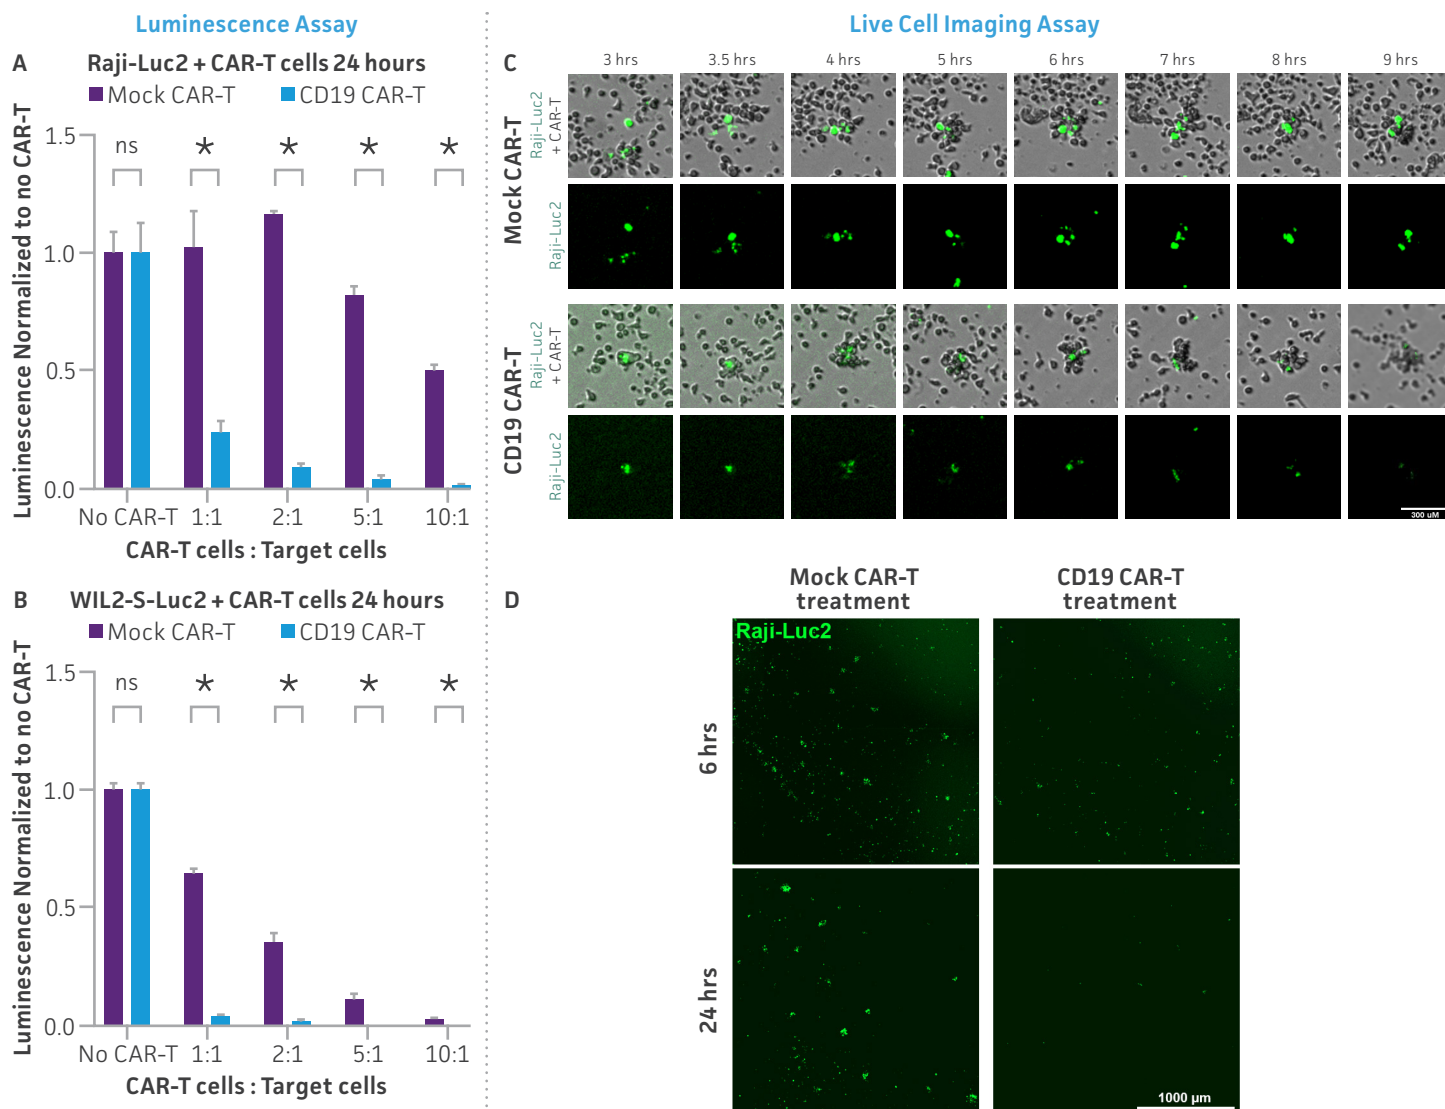 Luminescence Assay
A
Raji-Luc2 + CAR-T cells 24 hours
Mock CAR-T
CD19 CAR-T
Luminescence Normalized to no CAR-T
1.5
1.0
0.5
0.0
ns
*
*
*
*
No CAR-T
1:1
2:1
5:1
10:1
CAR-T cells : Target cells
B
WIL2-S-Luc2 + CAR-T cells 24 hours
Mock CAR-T
CD19 CAR-T
Luminescence Normalized to no CAR-T
1.5
1.0
0.5
0.0
ns
*
*
*
*
No CAR-T
1:1
2:1
5:1
10:1
CAR-T cells : Target cells
Live Cell Imaging Assay
C
3 hrs
3.5 hrs
4 hrs
5 hrs
6 hrs
7 hrs
8 hrs
9 hrs
Mock CAR-T
Raji-Luc2
+ CAR-T
Raji-Luc2
CD19 CAR-T
Raji-Luc2
+ CAR-T
Raji-Luc2
300 uM
D
Mock CAR-T
treatment
CD19 CAR-T
treatment
Raji-Luc2
6 hrs
24 hrs
1000 µm